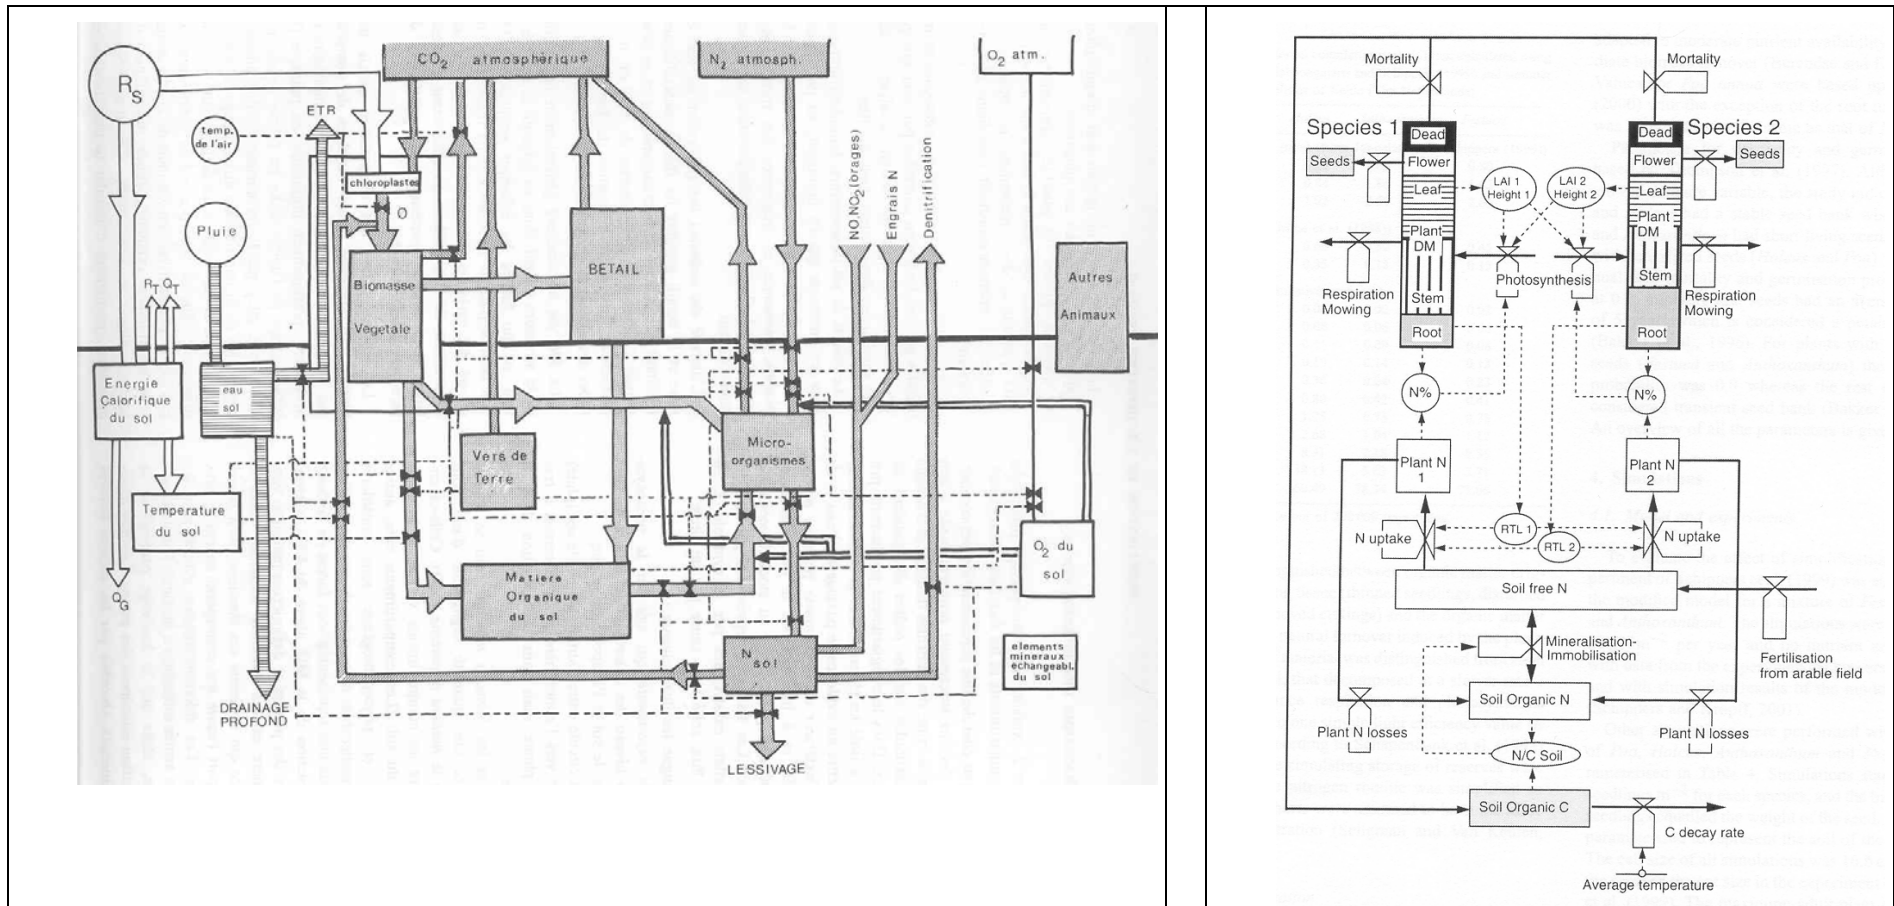 CO2 atmosphérique
N2 atmosph.
O2 atm.
RS
ETR
temp.
de l'air
chloroplastes
NO,NO2(orages)
Engrais N
Denitrification
Pluie
RT QT
Biomasse
Vegetale
BETAIL
Autres
Animaux
Energie
Calorifique
du sol
eau
sol
Vers de
Terre
Micro-
organismes
Temperature
du sol
O2 du
sol
Matiere
Organique
du sol
QG
N sol
elements
mineraux
échangeabl.
du sol
DRAINAGE
PROFOND
LESSIVAGE
Mortality
Mortality
Species 1
Dead
Dead
Species 2
Seeds
Flower
Flower
Seeds
Leaf
LAI 1
Height 1
LAI 2
Height 2
Leaf
Plant
DM
Plant
DM
Stem
Stem
Photosynthesis
Respiration
Mowing
Respiration
Mowing
Root
Root
N%
N%
Plant N
1
Plant N
2
N uptake
RTL 1
RTL 2
N uptake
Soil free N
Mineralisation-
Immobilisation
Fertilisation
from arable field
Soil Organic N
Plant N losses
Plant N losses
N/C Soil
Soil Organic C
C decay rate
Average temperature